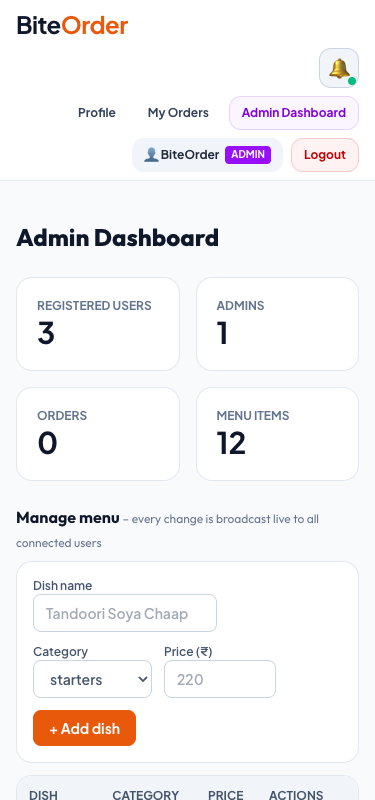 BiteOrder
Profile My Orders Admin Dashboard
BiteOrder ADMIN Logout
Admin Dashboard
REGISTERED USERS ADMINS
3 1
ORDERS MENU ITEMS
0 12
Manage menu – every change is broadcast live to all
connected users
Dish name
Tandoori Soya Chaap
Category Price (₹)
starters 220
+ Add dish
DISH CATEGORY PRICE ACTIONS